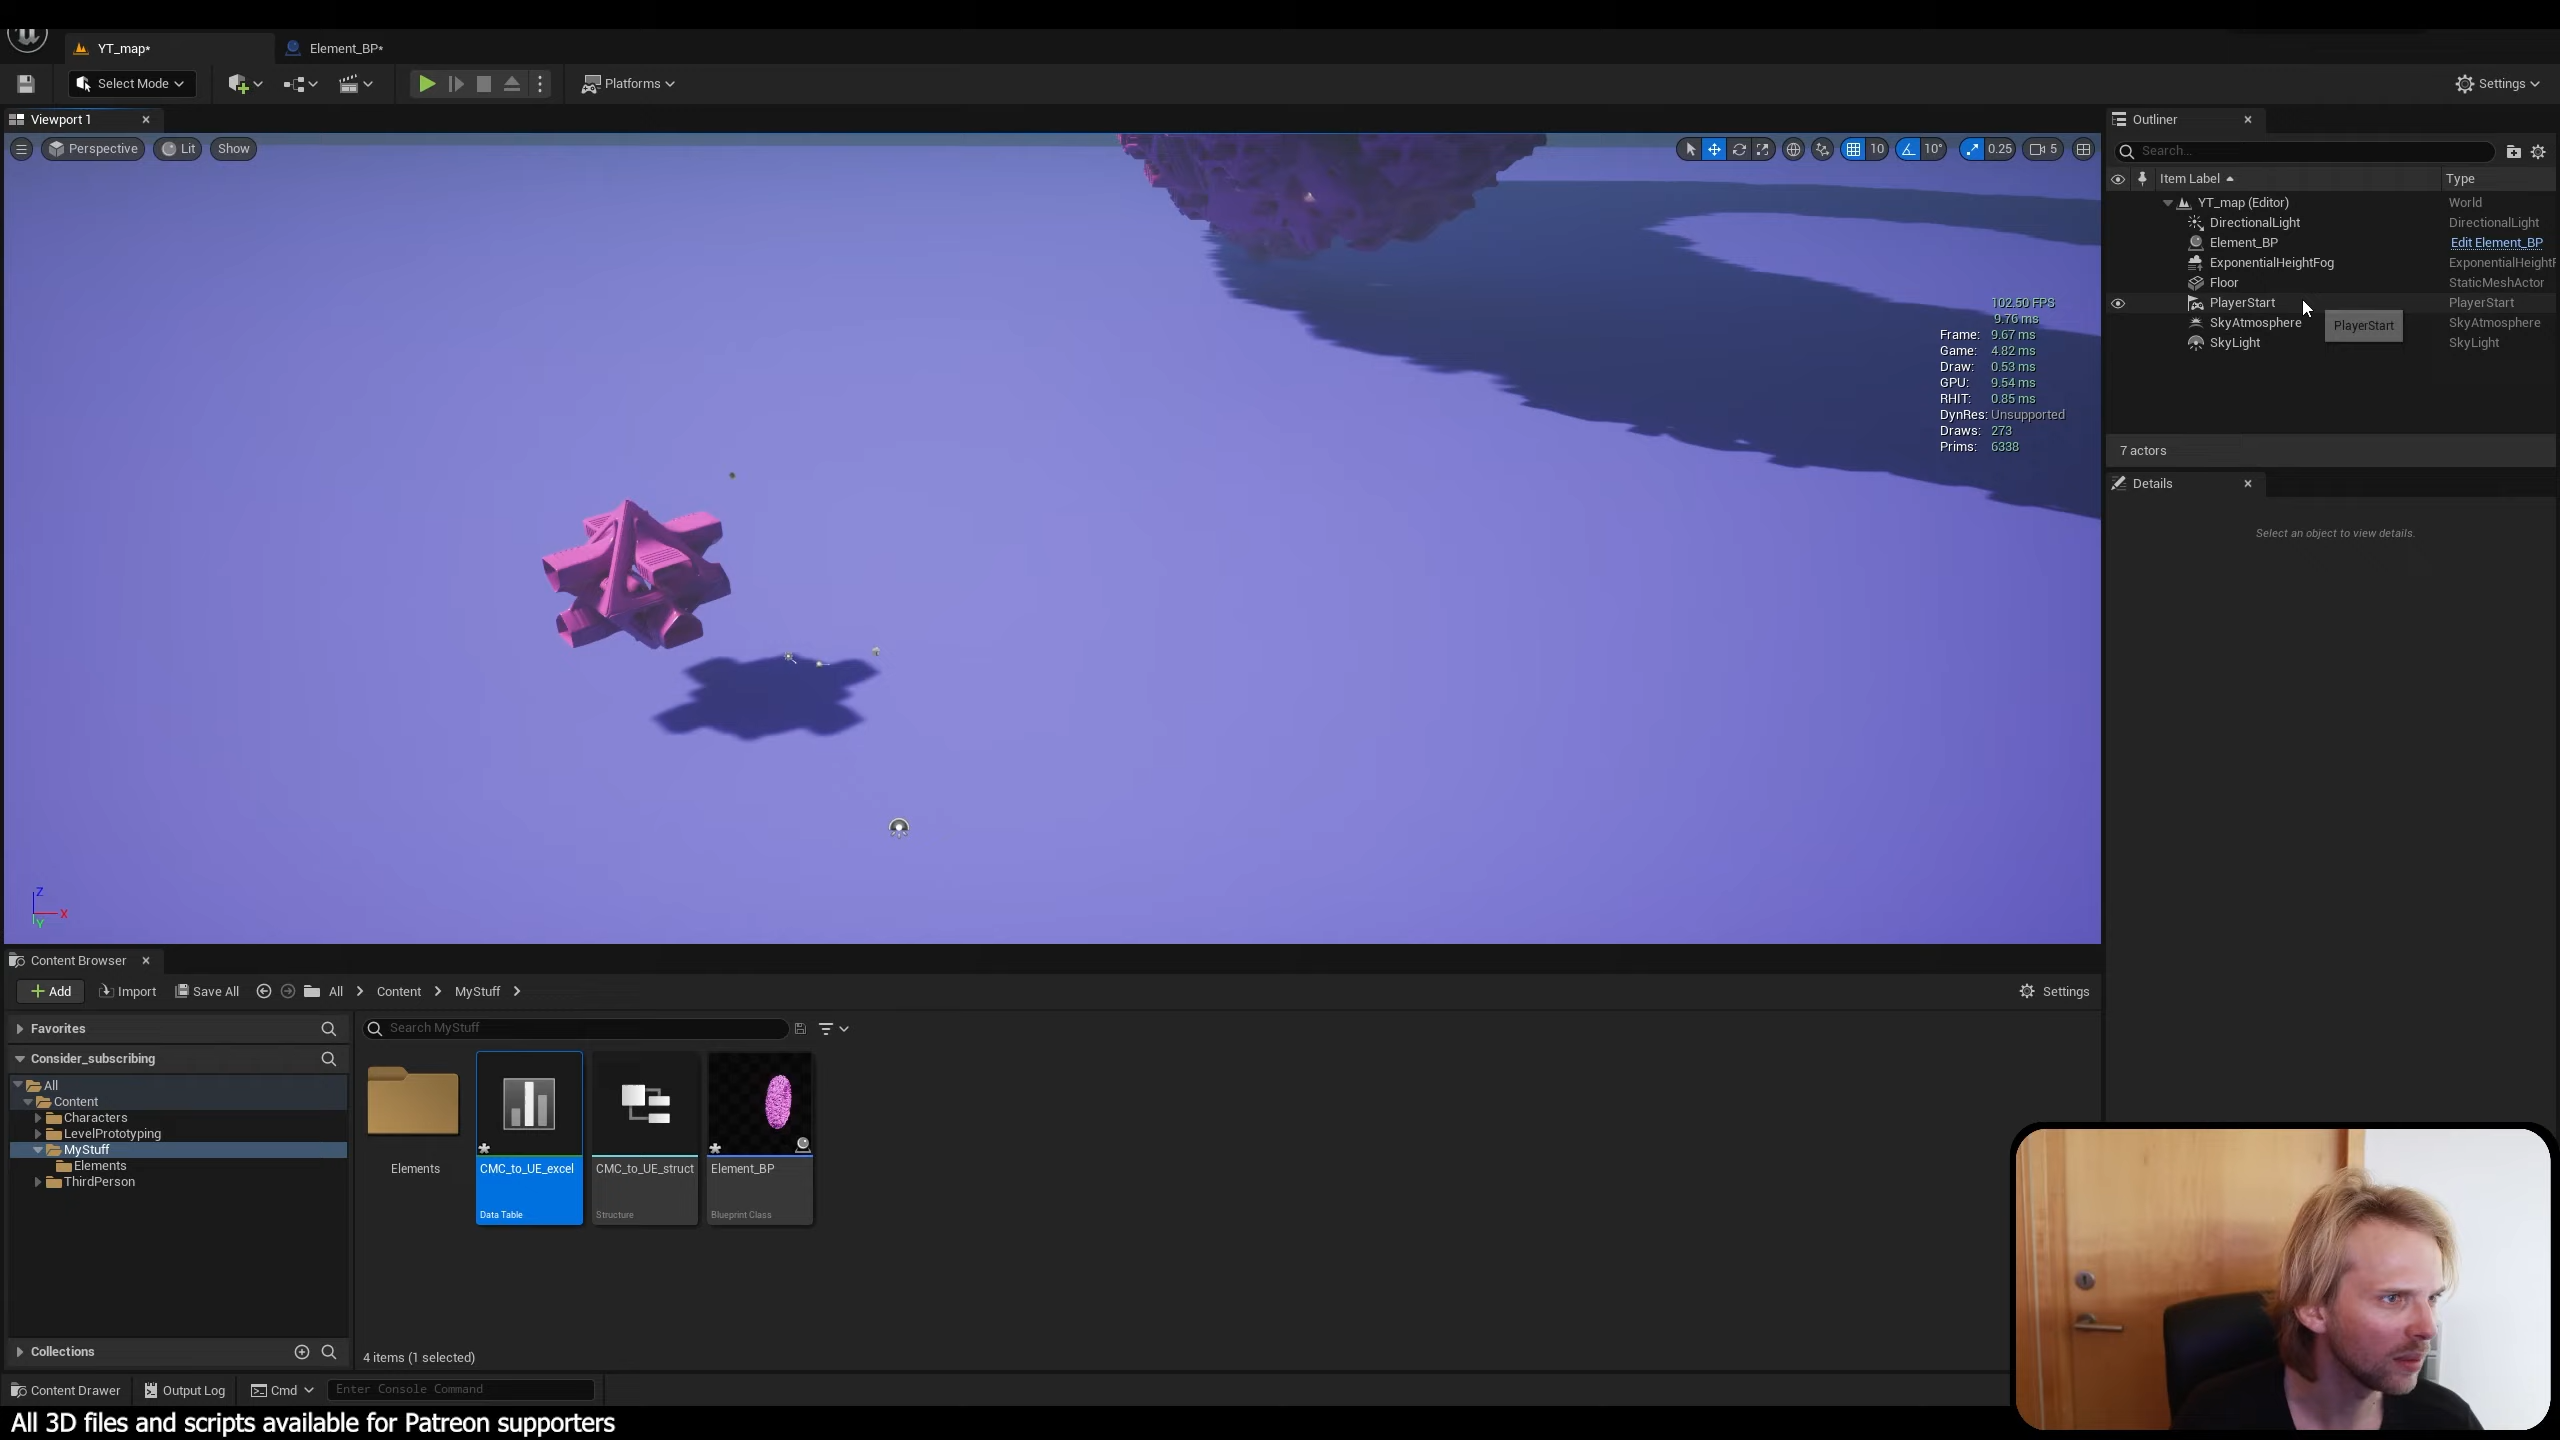 YT_map*
Element_BP*
Select Mode
Platforms
Settings
Viewport 1
Perspective
Lit
Show
10
10°
0.25
5
102.50 FPS
9.76 ms
Frame: 9.67 ms
Game: 4.82 ms
Draw: 0.53 ms
GPU: 9.54 ms
RHIT: 0.85 ms
DynRes: Unsupported
Draws: 273
Prims: 6338
Z
X
Y
Outliner
Search...
Item Label
Type
YT_map (Editor) World
DirectionalLight DirectionalLight
Element_BP Edit Element_BP
ExponentialHeightFog ExponentialHeightF
Floor StaticMeshActor
PlayerStart PlayerStart
SkyAtmosphere SkyAtmosphere
PlayerStart
SkyLight SkyLight
7 actors
Details
Select an object to view details.
Content Browser
Add
Import
Save All
All
Content
MyStuff
Settings
Favorites
Search MyStuff
Consider_subscribing
All
Content
Characters
LevelPrototyping
MyStuff
Elements
ThirdPerson
Elements
CMC_to_UE_excel
Data Table
CMC_to_UE_struct
Structure
Element_BP
Blueprint Class
Collections
4 items (1 selected)
Content Drawer
Output Log
Cmd
Enter Console Command
All 3D files and scripts available for Patreon supporters